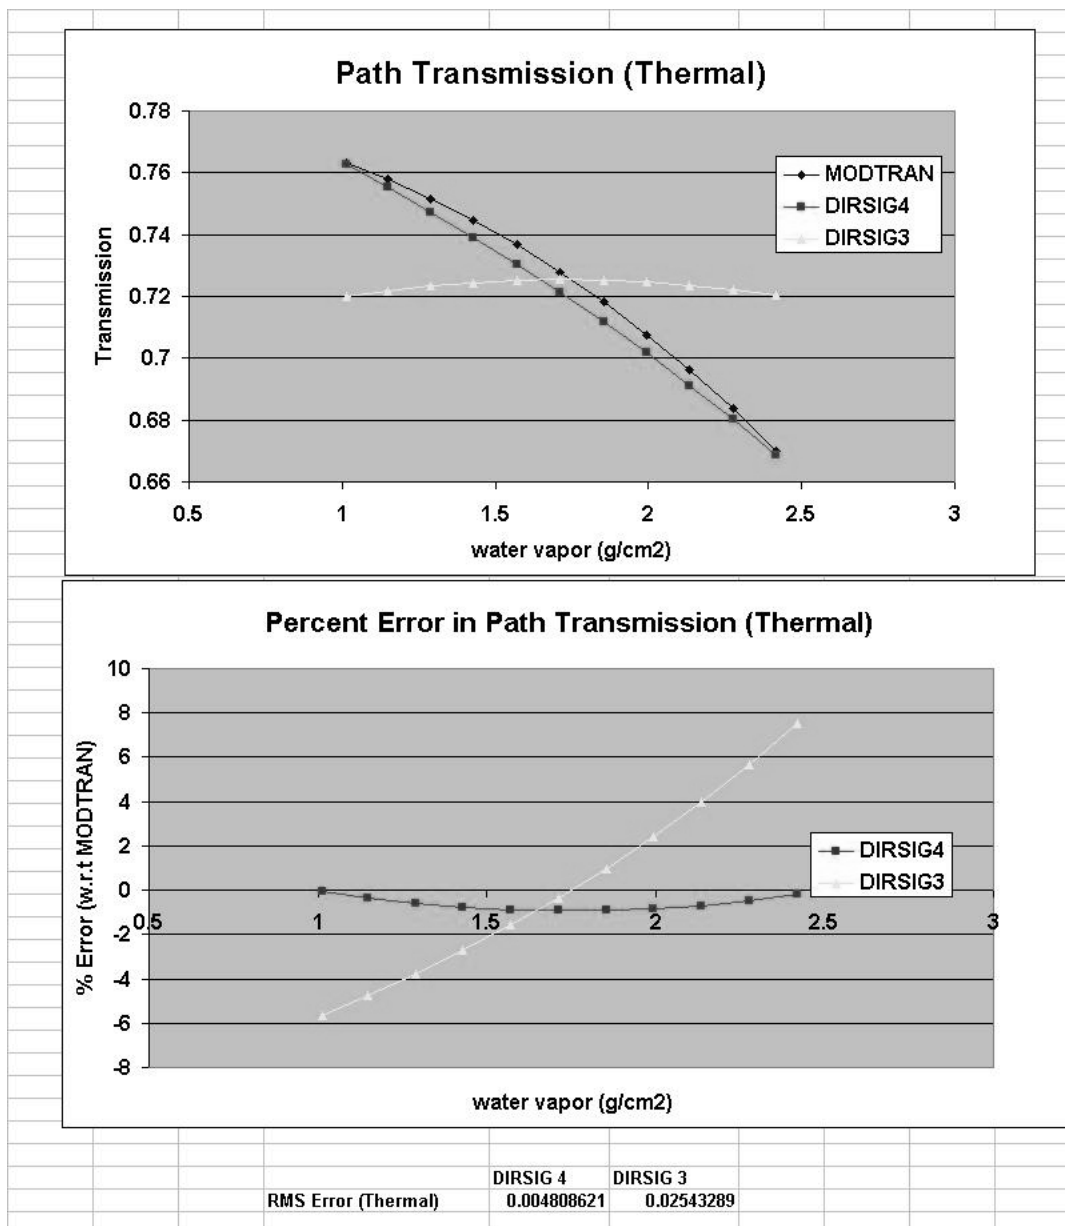 Path Transmission (Thermal)
0.78
0.76
0.74
0.72
0.7
0.68
0.66
Transmission
MODTRAN
DIRSIG4
DIRSIG3
0.5 1 1.5 2 2.5 3
water vapor (g/cm2)
Percent Error in Path Transmission (Thermal)
10
8
6
4
2
0
-2
-4
-6
-8
% Error (w.r.t MODTRAN)
DIRSIG4
DIRSIG3
0.5 1 1.5 2 2.5 3
water vapor (g/cm2)
DIRSIG 4 DIRSIG 3
RMS Error (Thermal) 0.004808621 0.02543289